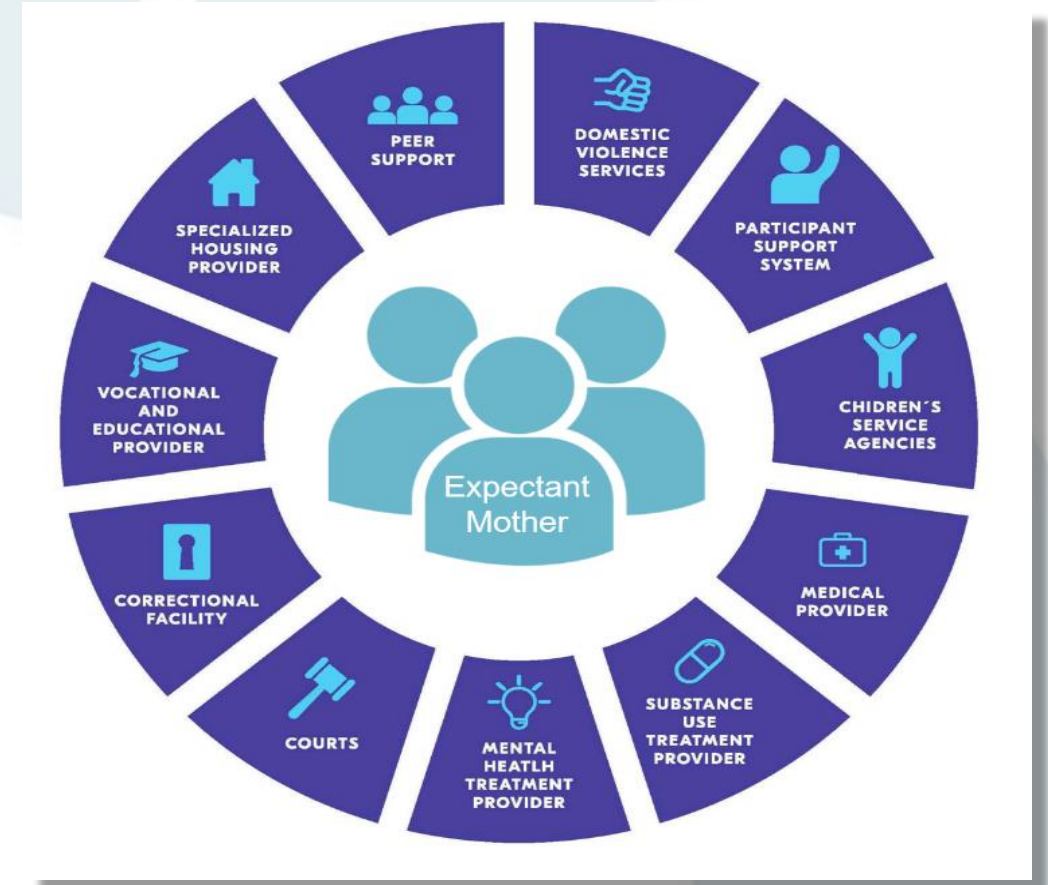 PEER
SUPPORT
DOMESTIC
VIOLENCE
SERVICES
PARTICIPANT
SUPPORT
SYSTEM
CHIDREN´S
SERVICE
AGENCIES
MEDICAL
PROVIDER
SUBSTANCE
USE
TREATMENT
PROVIDER
MENTAL
HEATLH
TREATMENT
PROVIDER
COURTS
CORRECTIONAL
FACILITY
VOCATIONAL
AND
EDUCATIONAL
PROVIDER
SPECIALIZED
HOUSING
PROVIDER
Expectant
Mother